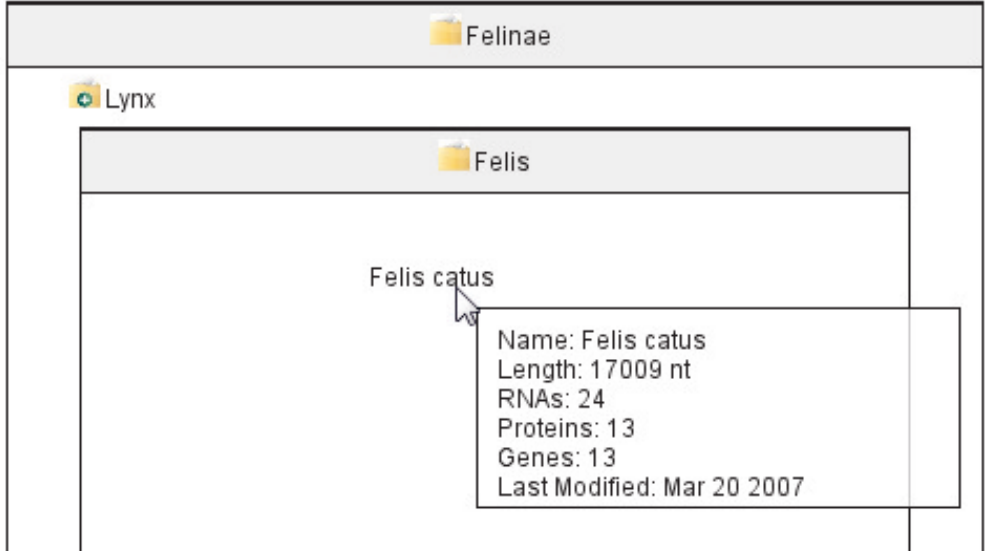 Felinae
Lynx
Felis
Felis catus
Name: Felis catus
Length: 17009 nt
RNAs: 24
Proteins: 13
Genes: 13
Last Modified: Mar 20 2007